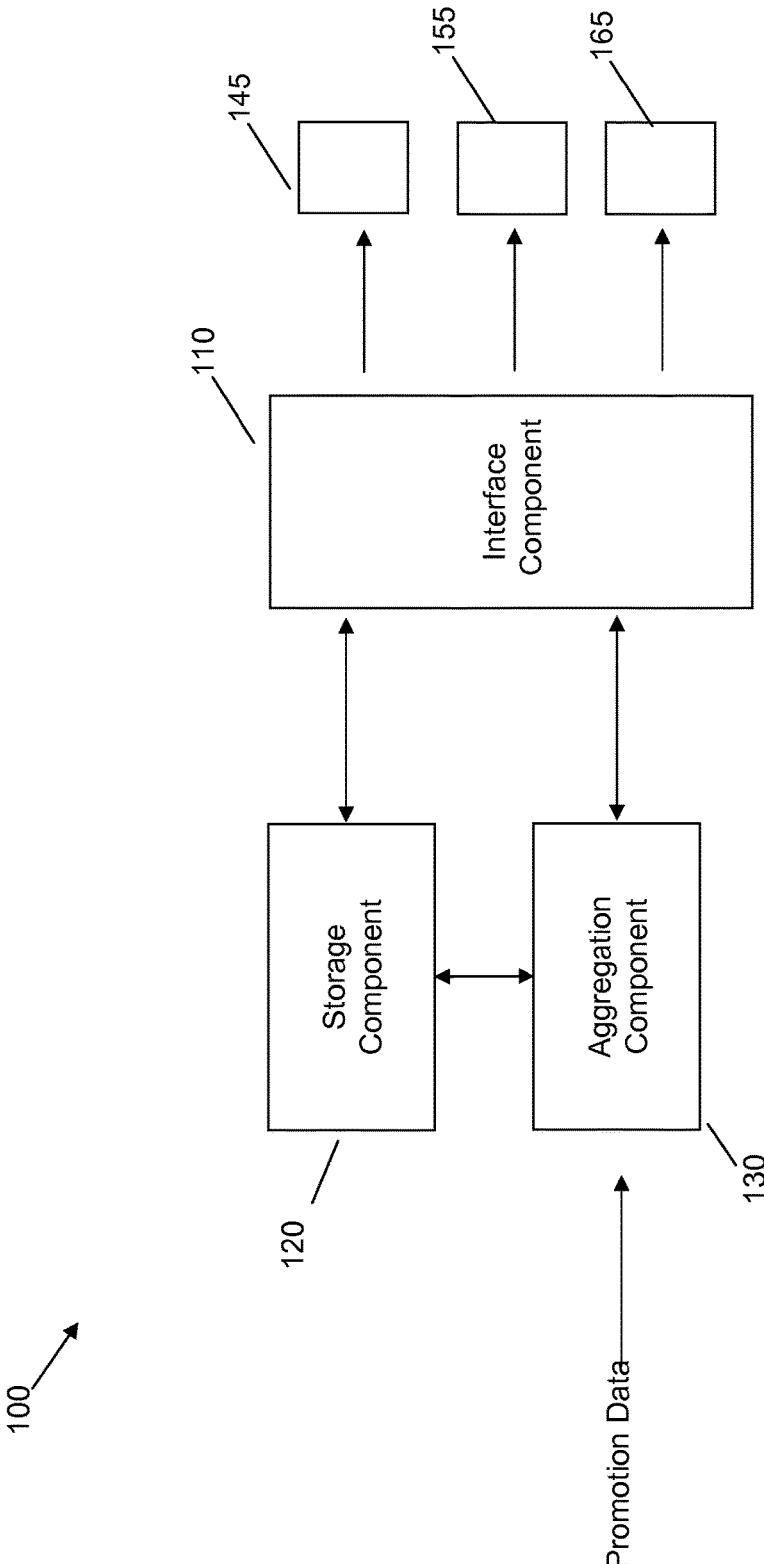 100
120
Storage
Component
110
145
155
165
Interface
Component
Promotion Data
Aggregation
Component
130